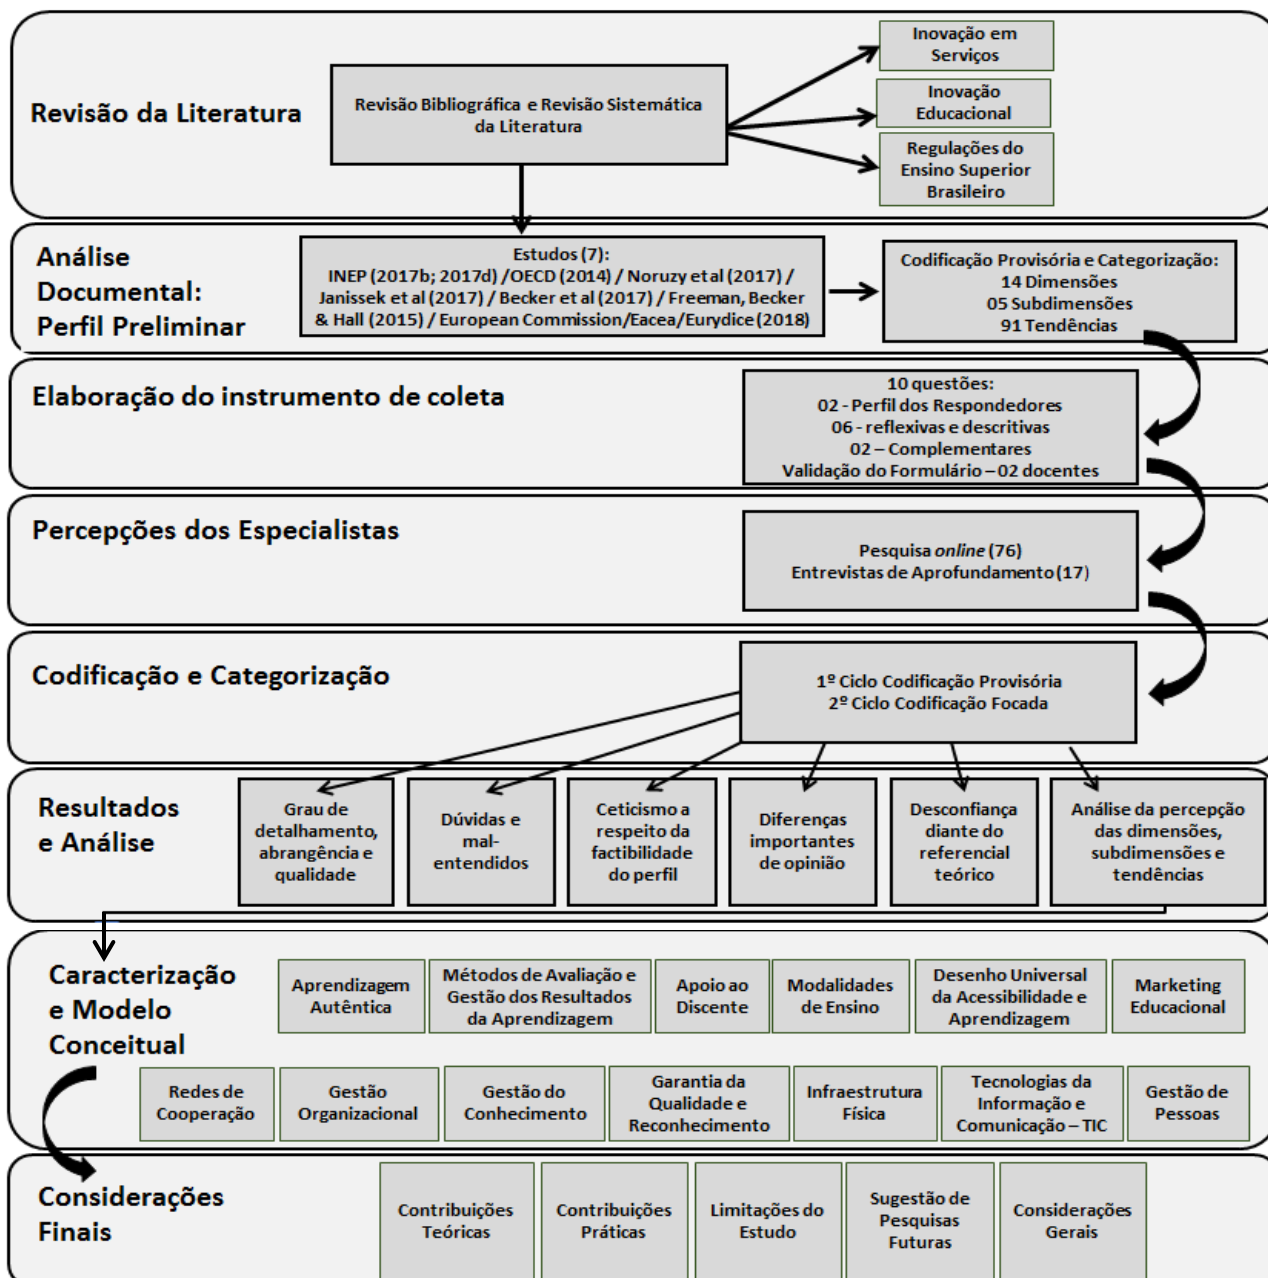 Revisão da Literatura
Revisão Bibliográfica e Revisão Sistemática
da Literatura
Inovação em
Serviços
Inovação
Educacional
Regulações do
Ensino Superior
Brasileiro
Análise
Documental:
Perfil Preliminar
Estudos (7):
INEP (2017b; 2017d) /OECD (2014) / Noruzy et al (2017) /
Janissek et al (2017) / Becker et al (2017) / Freeman, Becker
& Hall (2015) / European Commission/Eacea/Eurydice (2018)
Codificação Provisória e Categorização:
14 Dimensões
05 Subdimensões
91 Tendências
Elaboração do instrumento de coleta
10 questões:
02 - Perfil dos Respondedores
06 - reflexivas e descritivas
02 – Complementares
Validação do Formulário – 02 docentes
Percepções dos Especialistas
Pesquisa online (76)
Entrevistas de Aprofundamento (17)
Codificação e Categorização
1º Ciclo Codificação Provisória
2º Ciclo Codificação Focada
Resultados
e Análise
Grau de
detalhamento,
abrangência e
qualidade
Dúvidas e
mal-
entendidos
Ceticismo a
respeito da
factibilidade
do perfil
Diferenças
importantes
de opinião
Desconfiança
diante do
referencial
teórico
Análise da percepção
das dimensões,
subdimensões e
tendências
Caracterização
e Modelo
Conceitual
Aprendizagem
Autêntica
Métodos de Avaliação e
Gestão dos Resultados
da Aprendizagem
Apoio ao
Discente
Modalidades
de Ensino
Desenho Universal
da Acessibilidade e
Aprendizagem
Marketing
Educacional
Redes de
Cooperação
Gestão
Organizacional
Gestão do
Conhecimento
Garantia da
Qualidade e
Reconhecimento
Infraestrutura
Física
Tecnologias da
Informação e
Comunicação – TIC
Gestão de
Pessoas
Considerações
Finais
Contribuições
Teóricas
Contribuições
Práticas
Limitações do
Estudo
Sugestão de
Pesquisas
Futuras
Considerações
Gerais